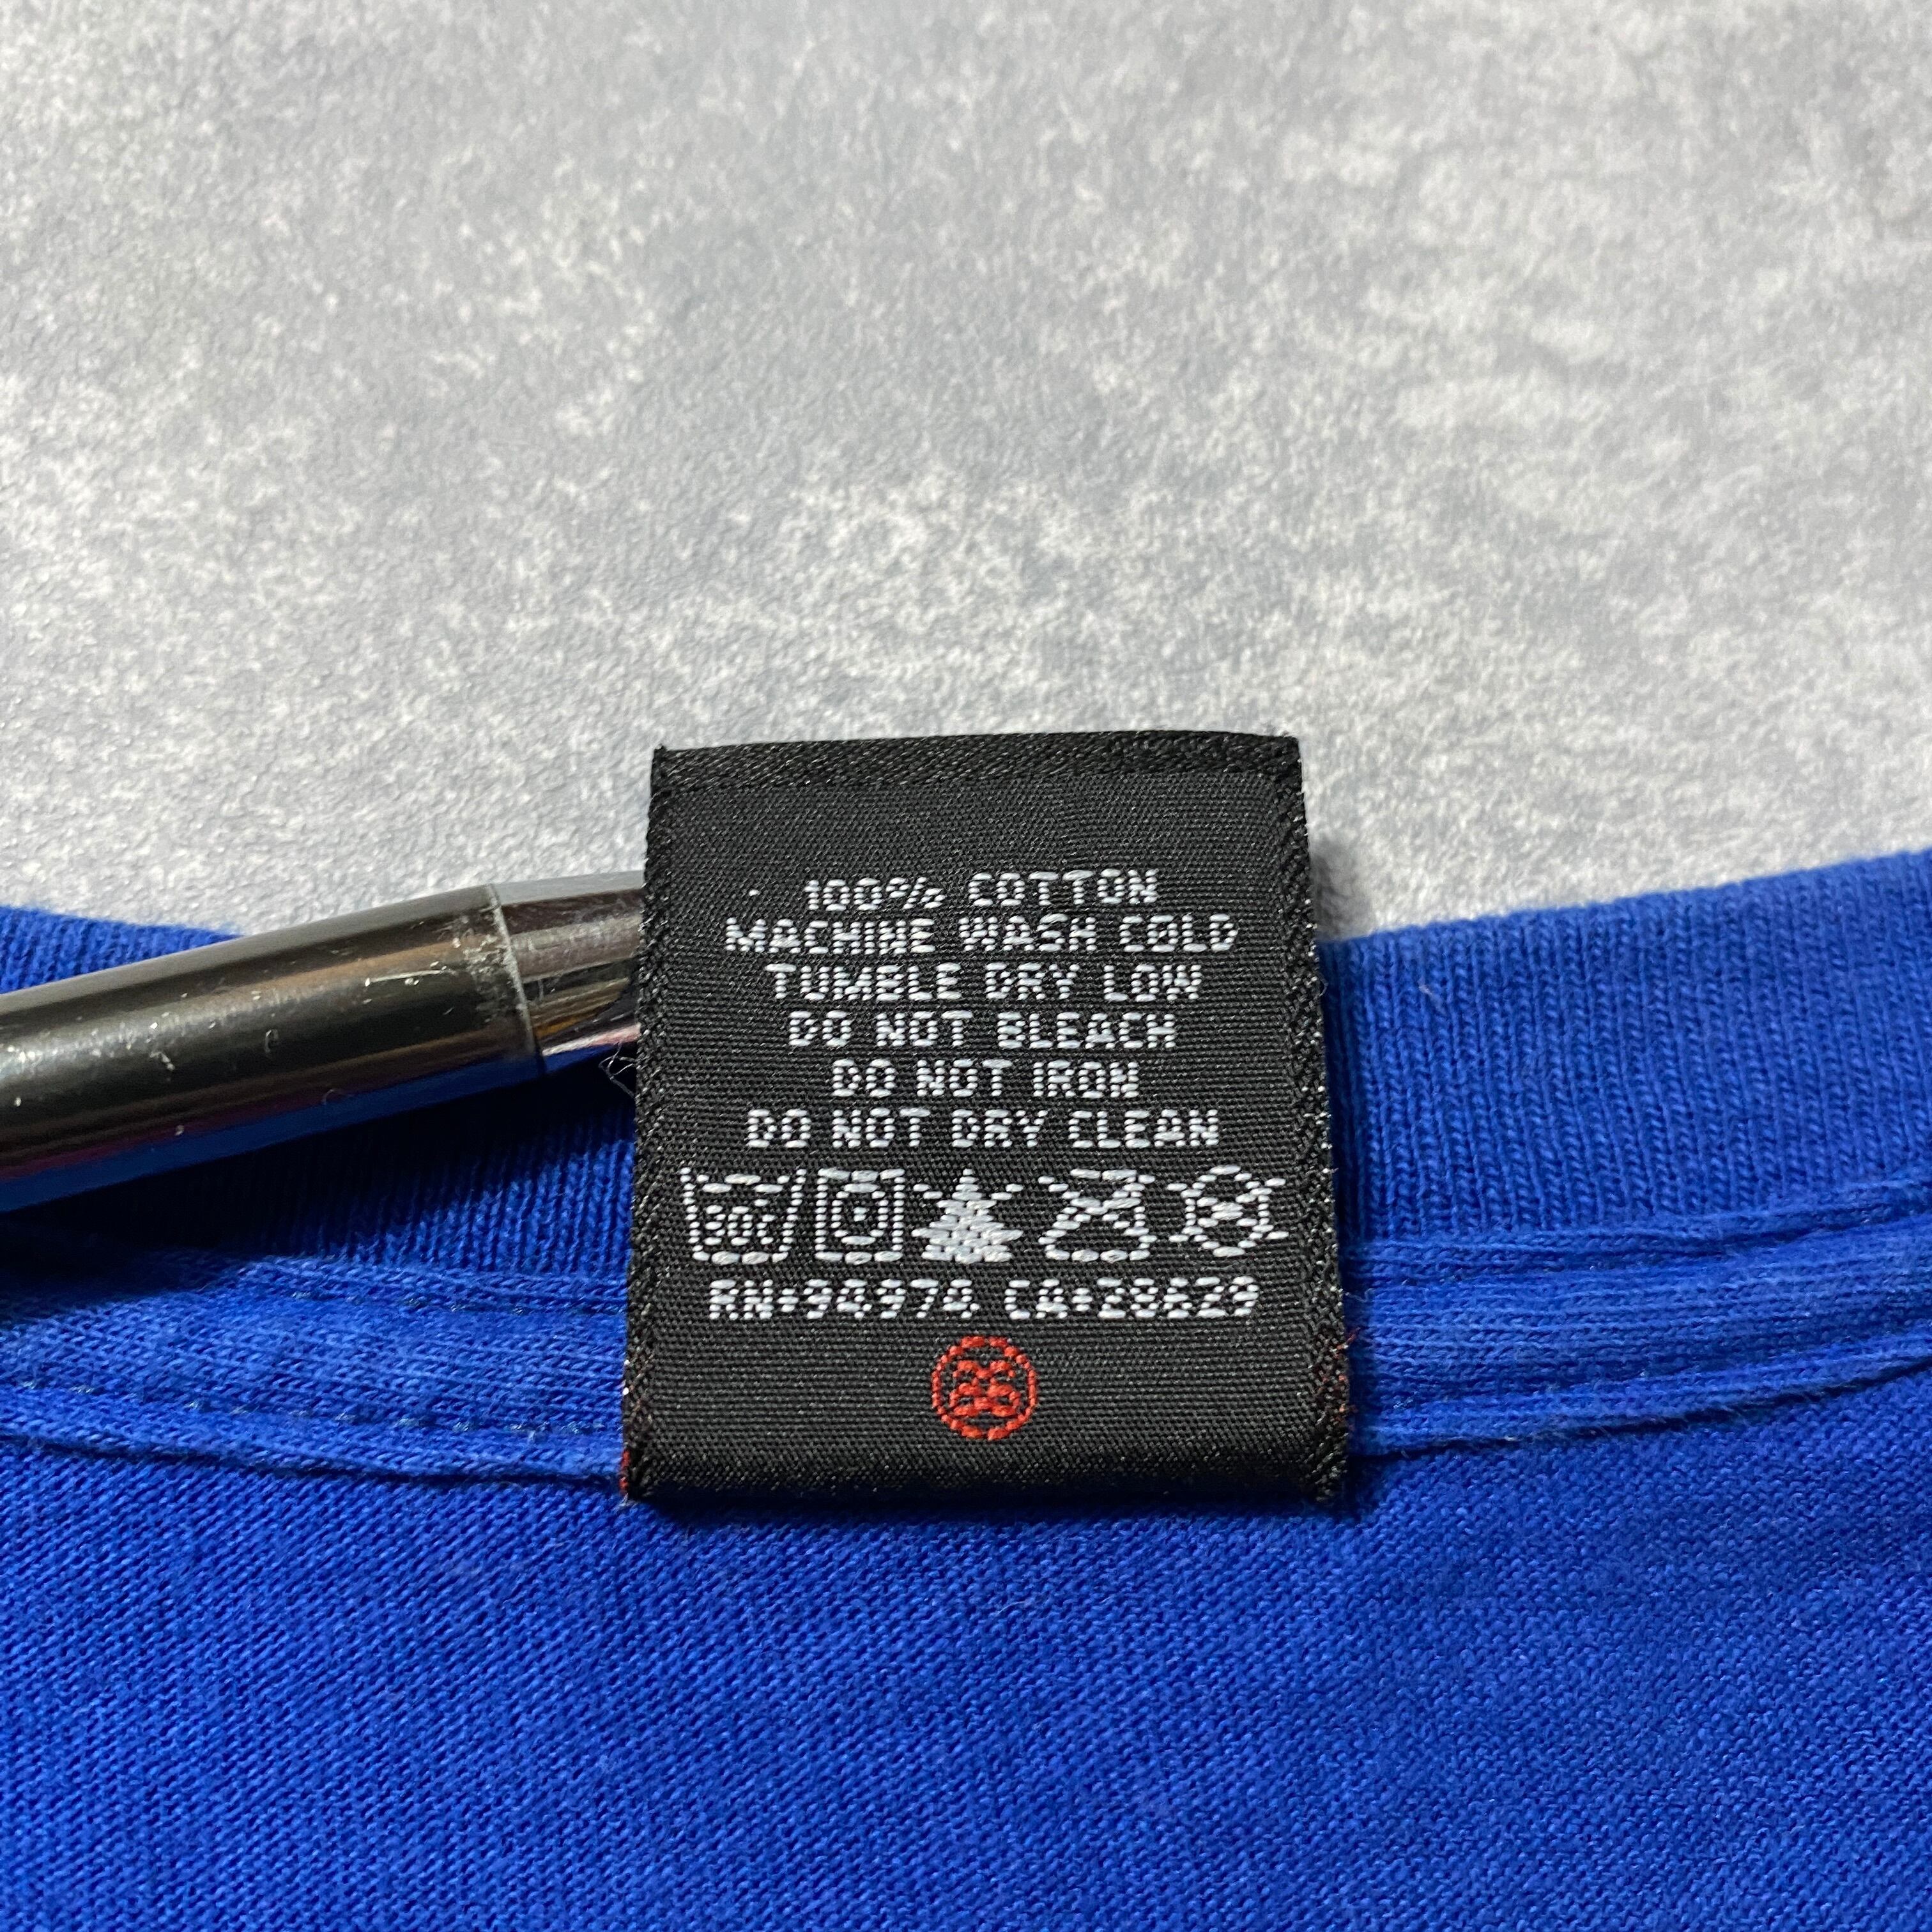 100% COTTON
MACHINE WASH COLD
TUMBLE DRY LOW
DO NOT BLEACH
DO NOT IRON
DO NOT DRY CLEAN
30c
RN#94974 CA#28629